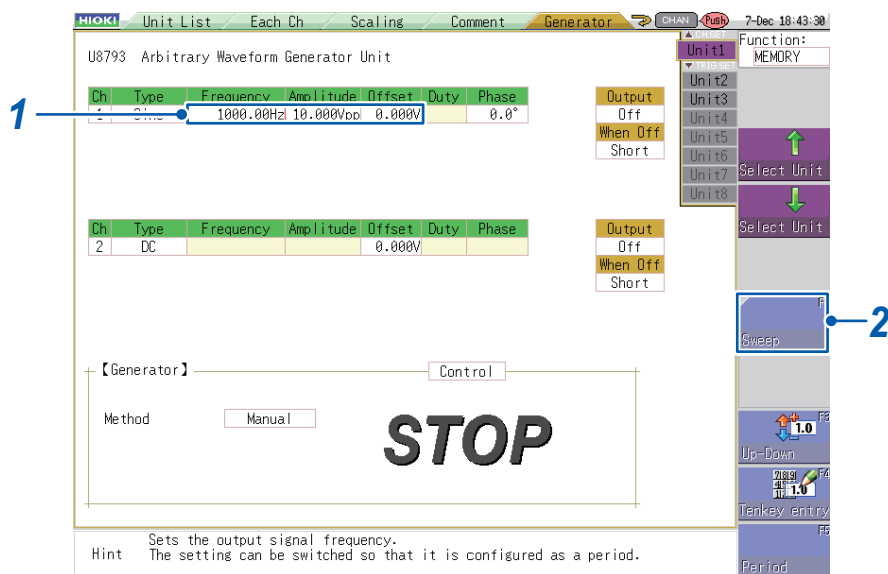 HIOKI Unit List Each Ch Scaling Comment Generator CHAN Push 7-Dec 18:43:30
U8793 Arbitrary Waveform Generator Unit
▲ CH.SET
Unit1
▼ TRIG SET
Unit2
Unit3
Unit4
Unit5
Unit6
Unit7
Unit8
Function:
MEMORY
Ch Type Frequency Amplitude Offset Duty Phase
1 1000.00Hz 10.000Vpp 0.000V 0.0°
Output
Off
When Off
Short
1
Select Unit
Select Unit
Ch Type Frequency Amplitude Offset Duty Phase
2 DC 0.000V
Output
Off
When Off
Short
Sweep
2
【Generator】
Control
Method Manual
STOP
1.0 F3
Up-Down
1.0 F4
Tenkey entry
F5
Period
Hint Sets the output signal frequency.
The setting can be switched so that it is configured as a period.